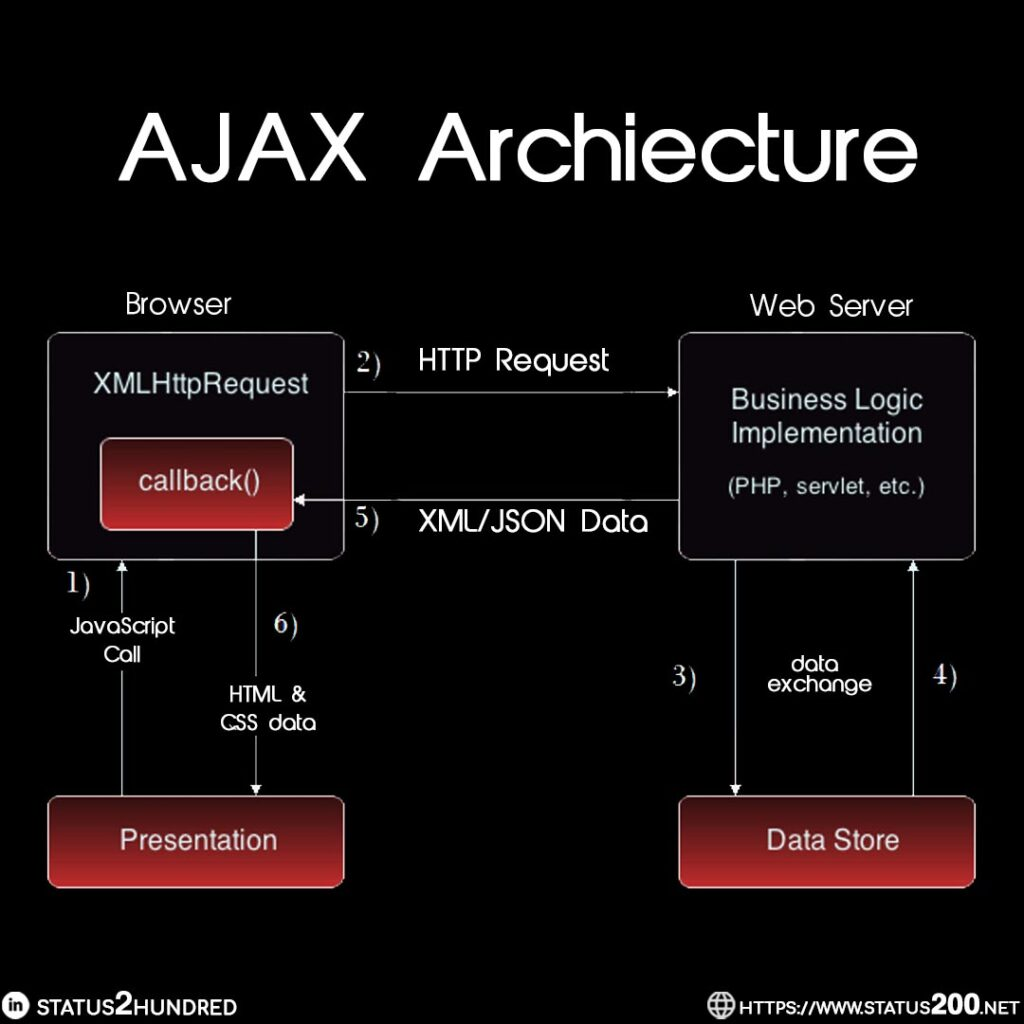 AJAX Archiecture
Browser
Web Server
XMLHttpRequest
callback()
2) HTTP Request
5) XML/JSON Data
Business Logic
Implementation
(PHP, servlet, etc.)
1)
JavaScript
Call
6)
HTML &
CSS data
3)
data
exchange
4)
Presentation
Data Store
in STATUS2HUNDRED
HTTPS://WWW.STATUS200.NET